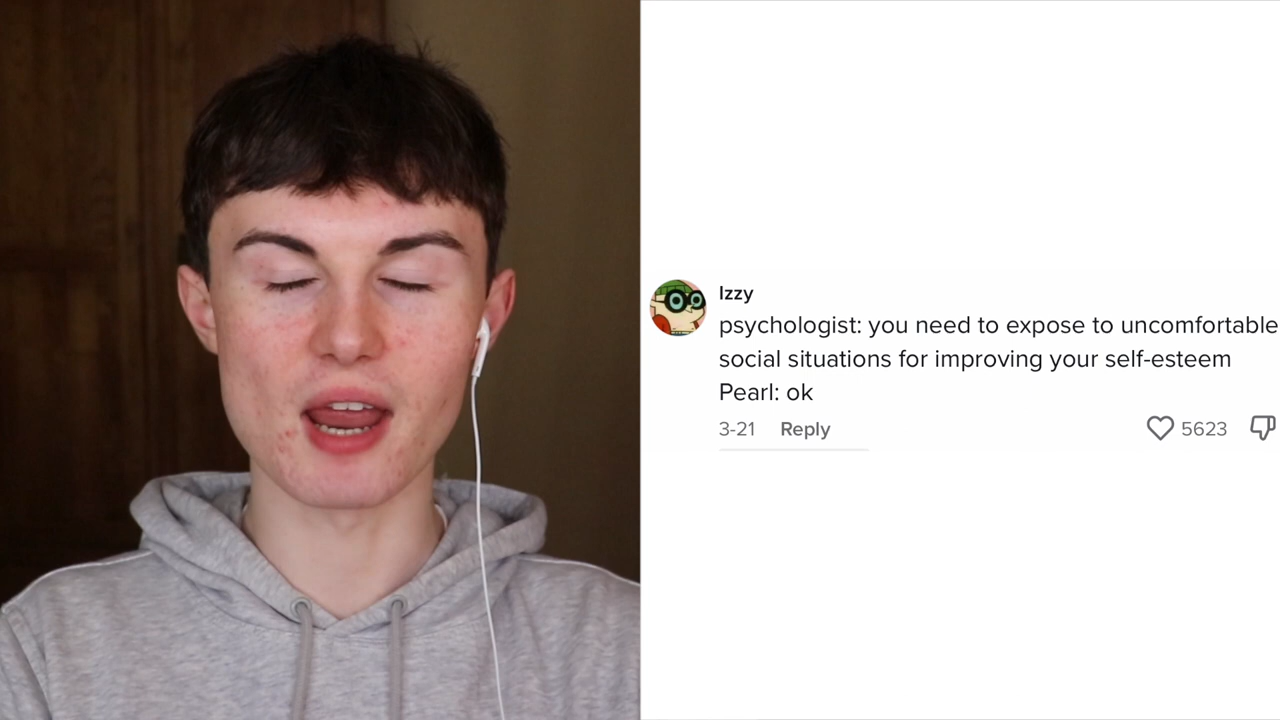 Izzy
psychologist: you need to expose to uncomfortable
social situations for improving your self-esteem
Pearl: ok
3-21 Reply
5623